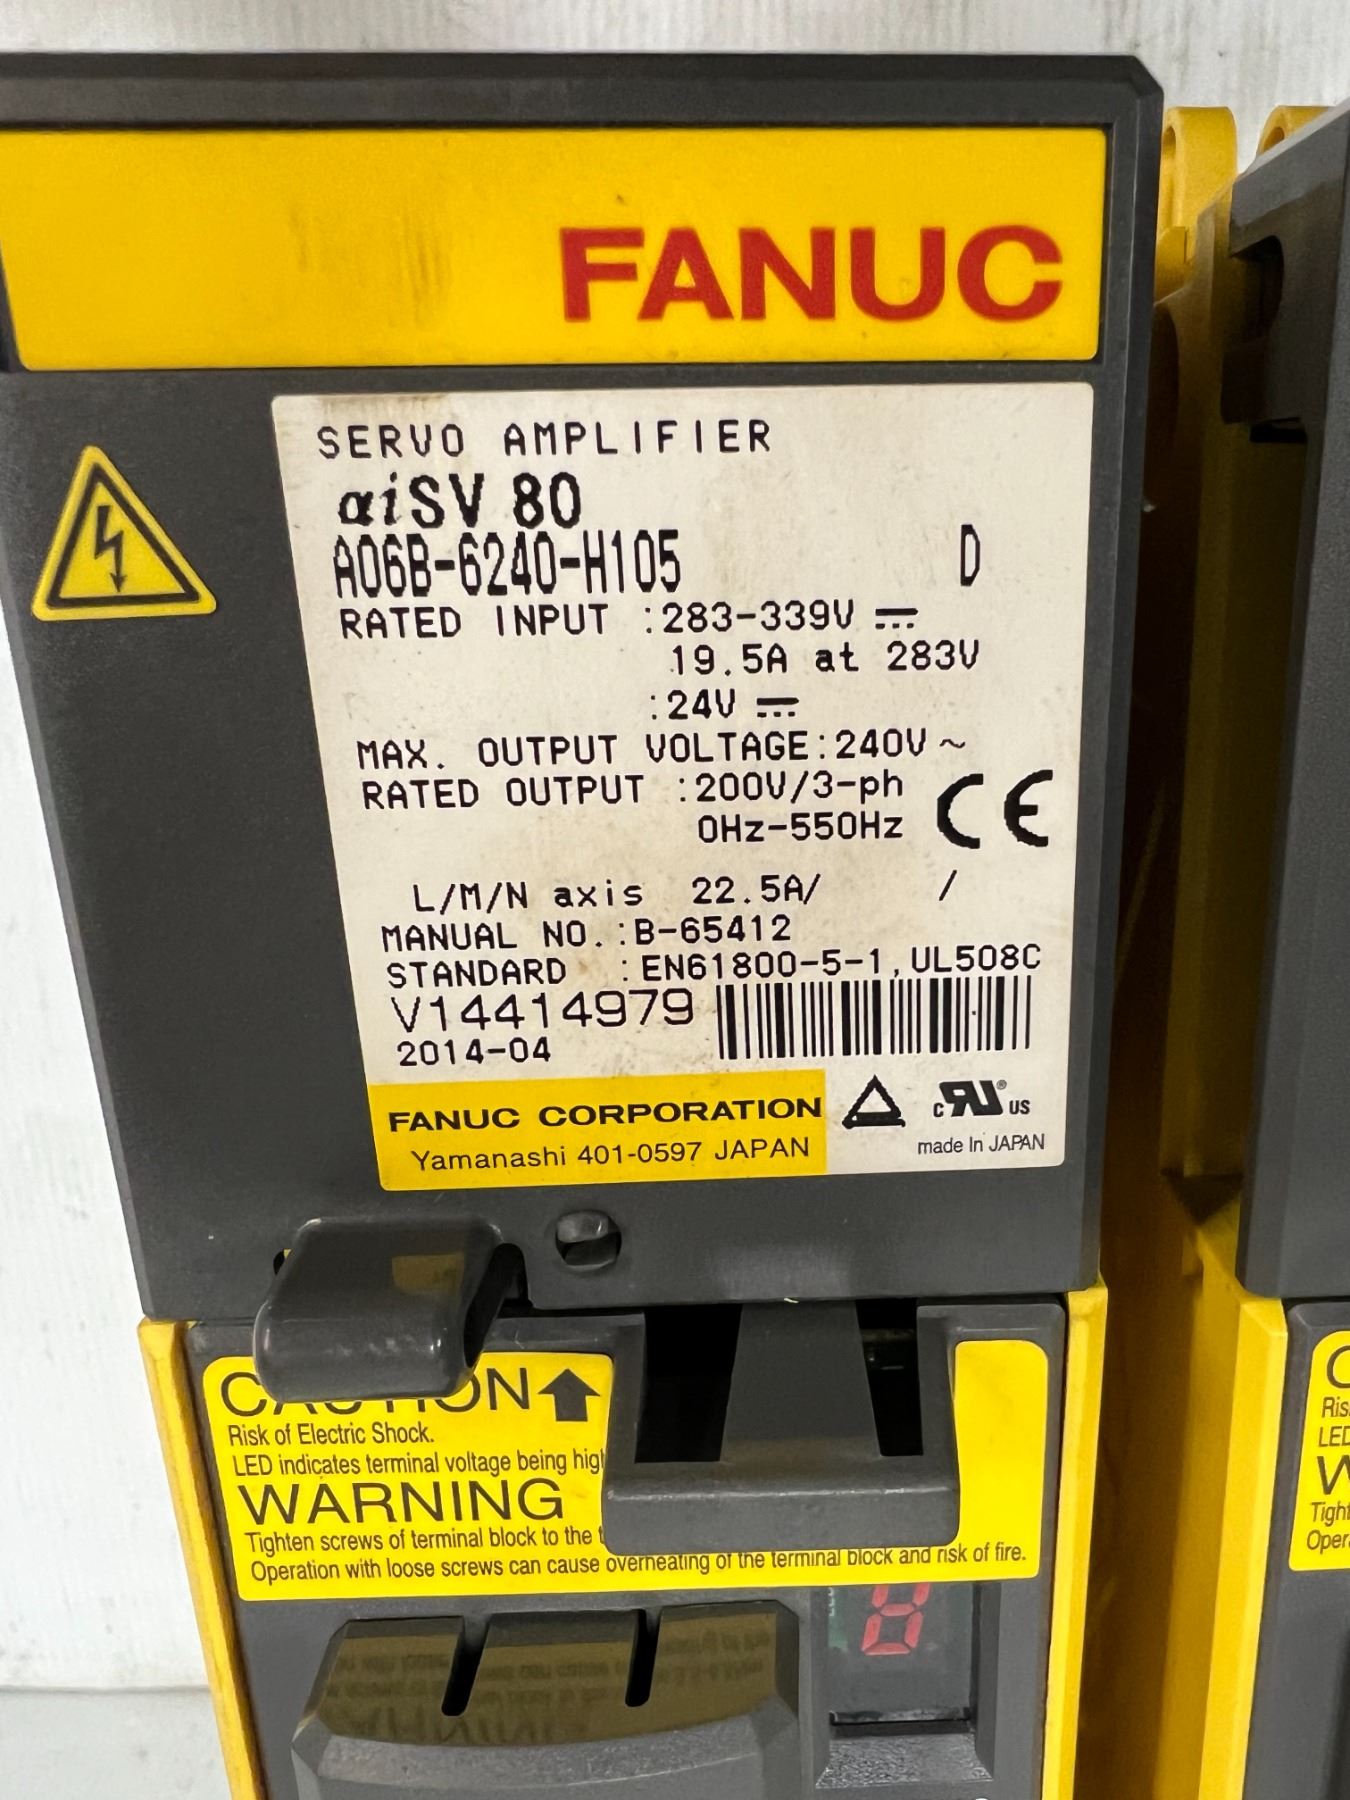 FANUC
SERVO AMPLIFIER
αiSV 80
A06B-6240-H105 D
RATED INPUT :283-339V ⎓
19.5A at 283V
:24V ⎓
MAX. OUTPUT VOLTAGE:240V~
RATED OUTPUT :200V/3-ph
0Hz-550Hz
CE
L/M/N axis 22.5A/ /
MANUAL NO.:B-65412
STANDARD :EN61800-5-1,UL508C
V14414979
2014-04
FANUC CORPORATION
Yamanashi 401-0597 JAPAN
c RU ® US
made In JAPAN
CAUTION
Risk of Electric Shock.
LED indicates terminal voltage being
WARNING
Tighten screws of terminal block to the
Operation with loose screws can cause overheating of the terminal block and risk of fire.
8